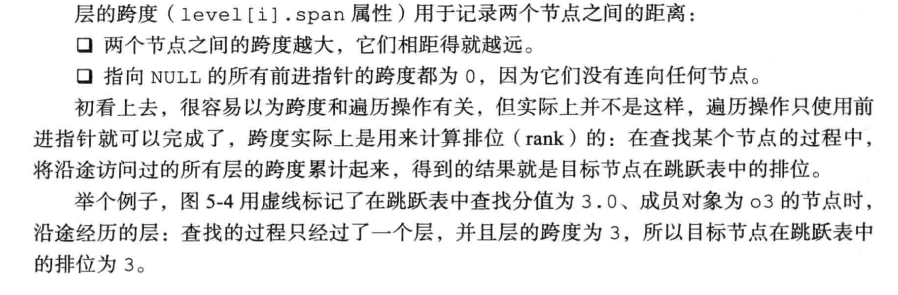 层的跨度（level[i].span 属性）用于记录两个节点之间的距离：
❑ 两个节点之间的跨度越大，它们相距得就越远。
❑ 指向 NULL 的所有前进指针的跨度都为 0，因为它们没有连向任何节点。
初看上去，很容易以为跨度和遍历操作有关，但实际上并不是这样，遍历操作只使用前
进指针就可以完成了，跨度实际上是用来计算排位（rank）的：在查找某个节点的过程中，
将沿途访问过的所有层的跨度累计起来，得到的结果就是目标节点在跳跃表中的排位。
举个例子，图 5-4 用虚线标记了在跳跃表中查找分值为 3.0、成员对象为 o3 的节点时，
沿途经历的层：查找的过程只经过了一个层，并且层的跨度为 3，所以目标节点在跳跃表中
的排位为 3。